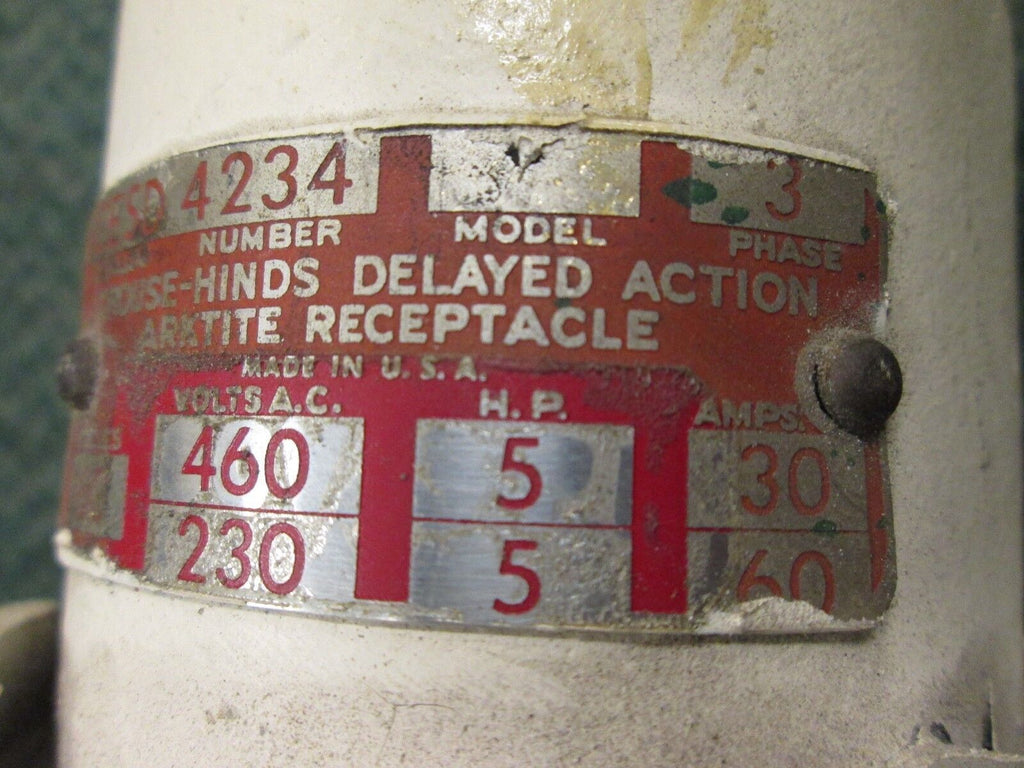 4234 3
NUMBER MODEL PHASE
-HINDS DELAYED ACTION
ARKTITE RECEPTACLE
MADE IN U.S.A.
VOLTS A.C. H.P. AMPS.
460 5 30
230 5 60